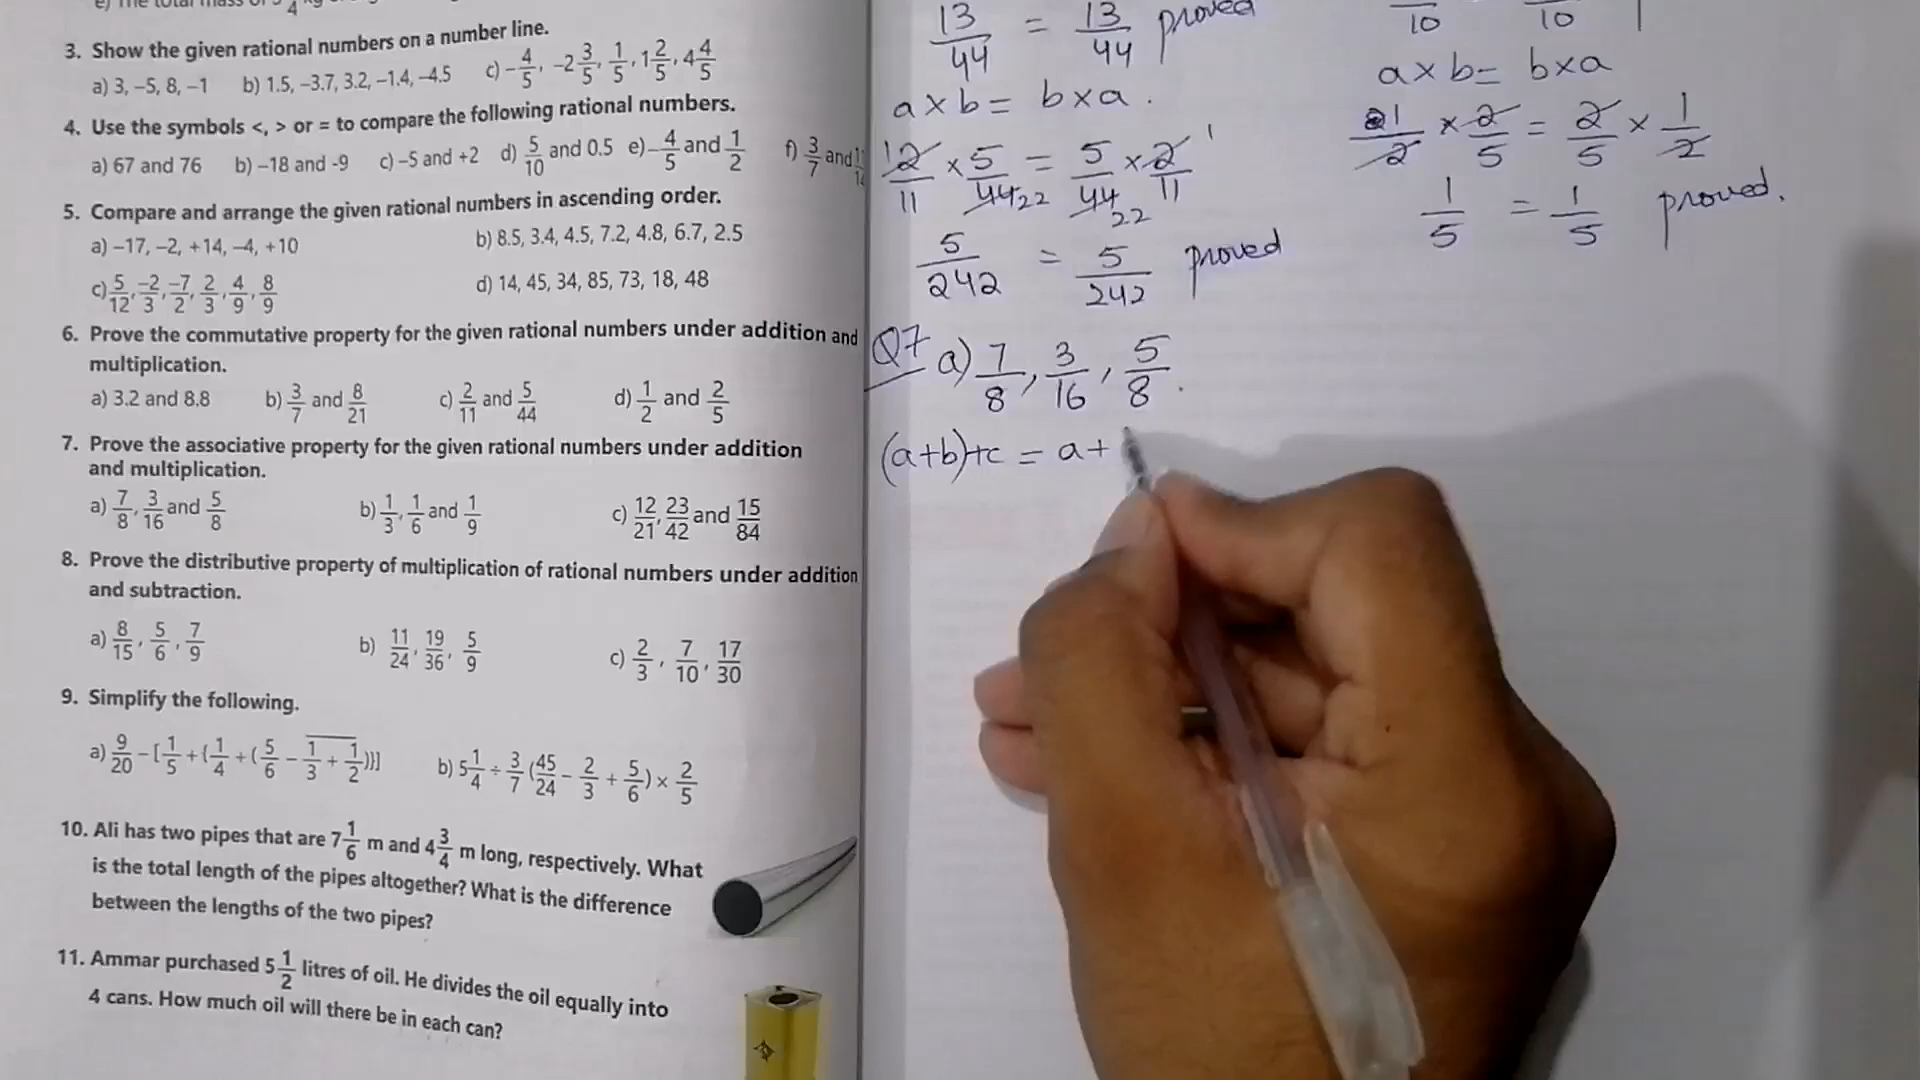 3. Show the given rational numbers on a number line.
a) 3, –5, 8, –1 b) 1.5, –3.7, 3.2, –1.4, –4.5 c) –4/5, –2 3/5, 1/5, 1 2/5, 4 4/5
4. Use the symbols <, > or = to compare the following rational numbers.
a) 67 and 76 b) –18 and -9 c) –5 and +2 d) 5/10 and 0.5 e) –4/5 and 1/2 f) 3/7 and
5. Compare and arrange the given rational numbers in ascending order.
a) –17, –2, +14, –4, +10 b) 8.5, 3.4, 4.5, 7.2, 4.8, 6.7, 2.5
c) 5/12, –2/3, –7/2, 2/3, 4/9, 8/9 d) 14, 45, 34, 85, 73, 18, 48
6. Prove the commutative property for the given rational numbers under addition and
multiplication.
a) 3.2 and 8.8 b) 3/7 and 8/21 c) 2/11 and 5/44 d) 1/2 and 2/5
7. Prove the associative property for the given rational numbers under addition
and multiplication.
a) 7/8, 3/16 and 5/8 b) 1/3, 1/6 and 1/9 c) 12/21, 23/42 and 15/84
8. Prove the distributive property of multiplication of rational numbers under addition
and subtraction.
a) 8/15, 5/6, 7/9 b) 11/24, 19/36, 5/9 c) 2/3, 7/10, 17/30
9. Simplify the following.
a) 9/20 – [1/5 + {1/4 + (5/6 – 1/3 + 1/2)}] b) 5 1/4 ÷ 3/7 (45/24 – 2/3 + 5/6) × 2/5
10. Ali has two pipes that are 7 1/6 m and 4 3/4 m long, respectively. What
is the total length of the pipes altogether? What is the difference
between the lengths of the two pipes?
11. Ammar purchased 5 1/2 litres of oil. He divides the oil equally into
4 cans. How much oil will there be in each can?
13/44 = 13/44 proved
a×b = b×a.
2/11 × 5/44 22 = 5/44 22 × 2/11 1
5/242 = 5/242 proved
Q7 a) 7/8, 3/16, 5/8.
(a+b)+c = a+
10 10
a×b = b×a
1/2 × 2/5 = 2/5 × 1/2
1/5 = 1/5 proved.